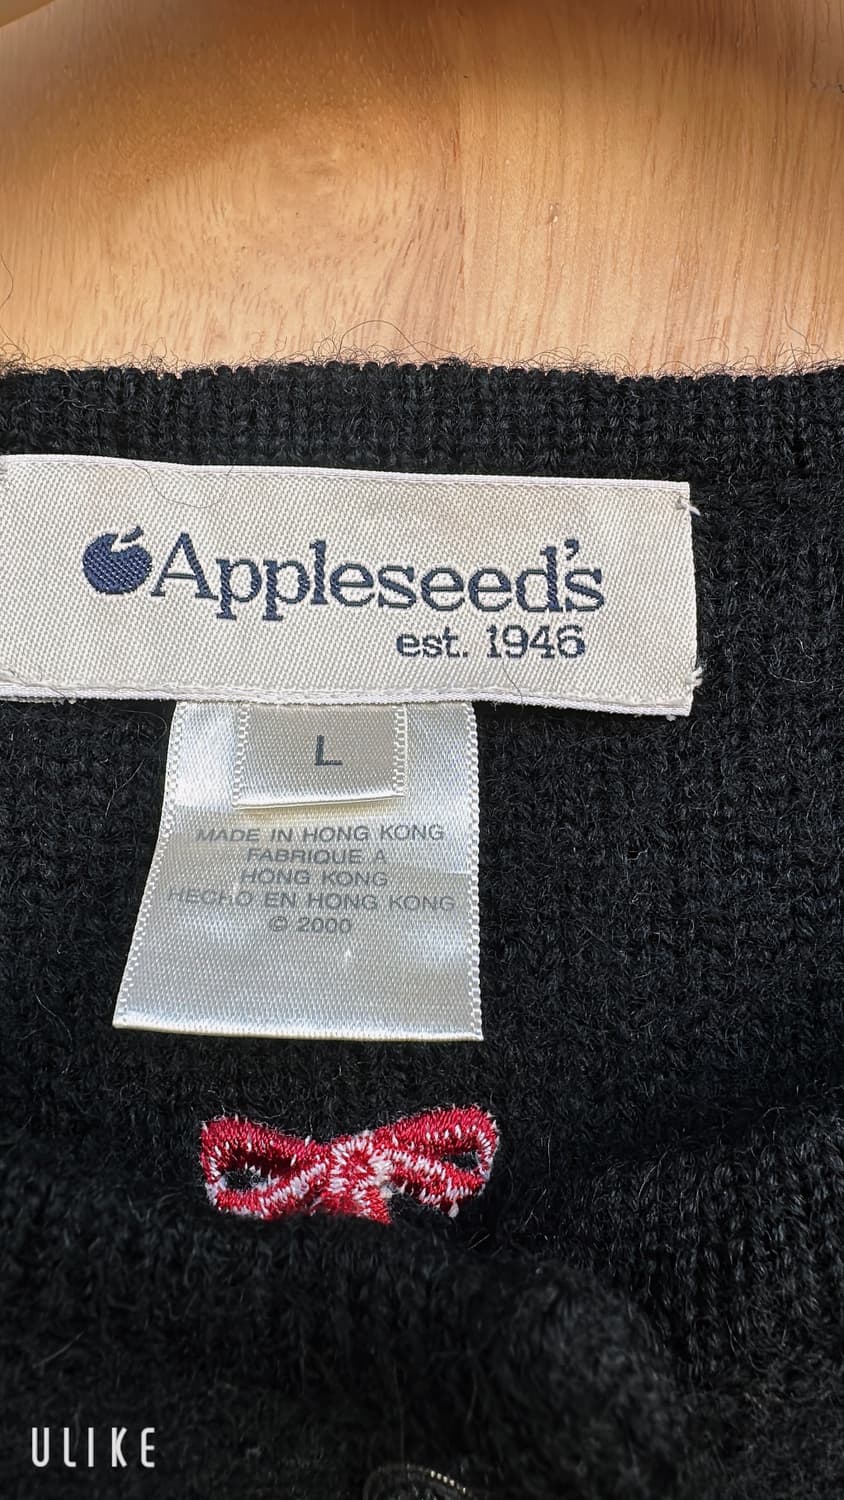 Appleseed's
est. 1946
L
MADE IN HONG KONG
FABRIQUE A
HONG KONG
HECHO EN HONG KONG
© 2000
ULIKE